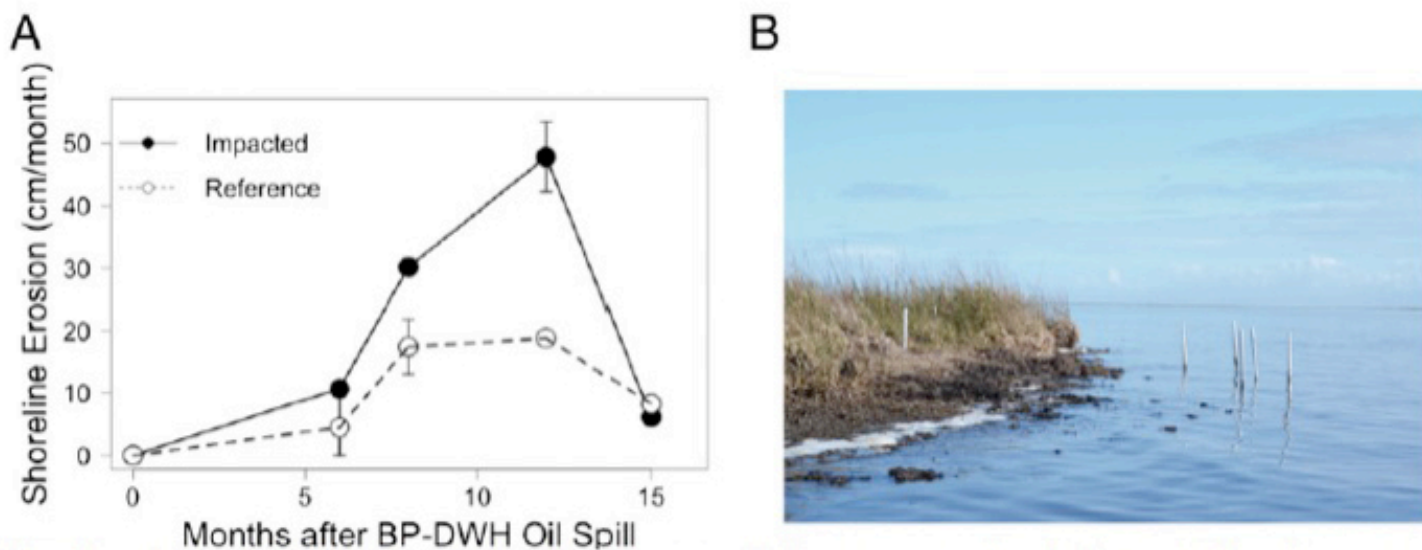 A
B
Shoreline Erosion (cm/month)
50
40
30
20
10
0
Impacted
Reference
0
5
10
15
Months after BP-DWH Oil Spill